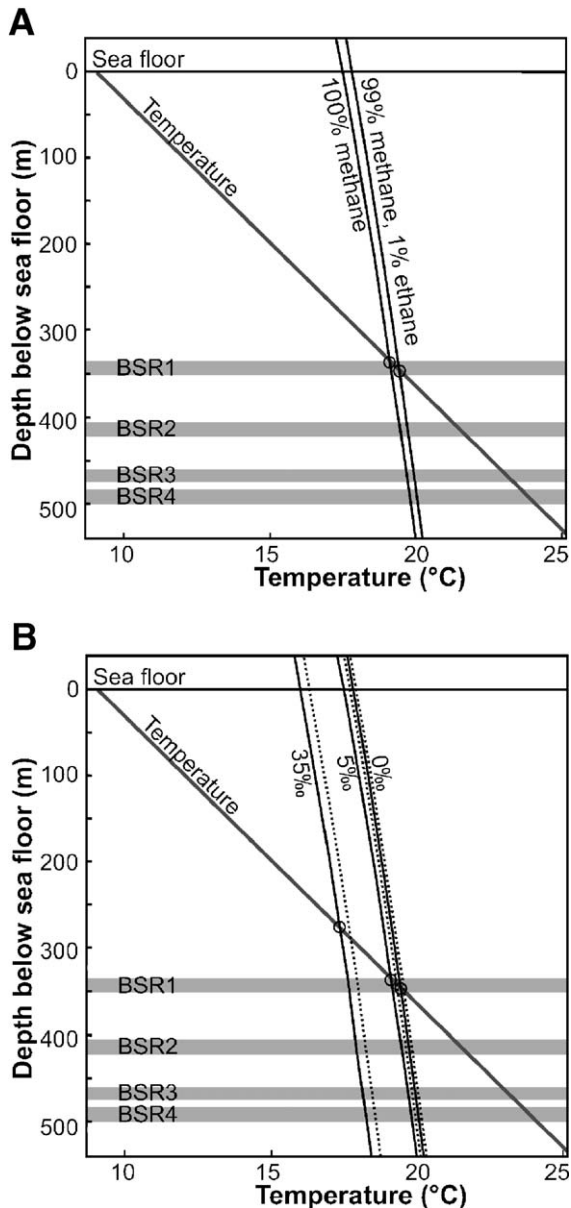 A
Sea floor
0
Temperature
100% methane
99% methane, 1% ethane
100
200
300
BSR1
400
BSR2
BSR3
BSR4
500
Depth below sea floor (m)
10
15
20
25
Temperature (°C)
B
Sea floor
0
Temperature
35‰
5‰
0‰
100
200
300
BSR1
400
BSR2
BSR3
BSR4
500
Depth below sea floor (m)
10
15
20
25
Temperature (°C)